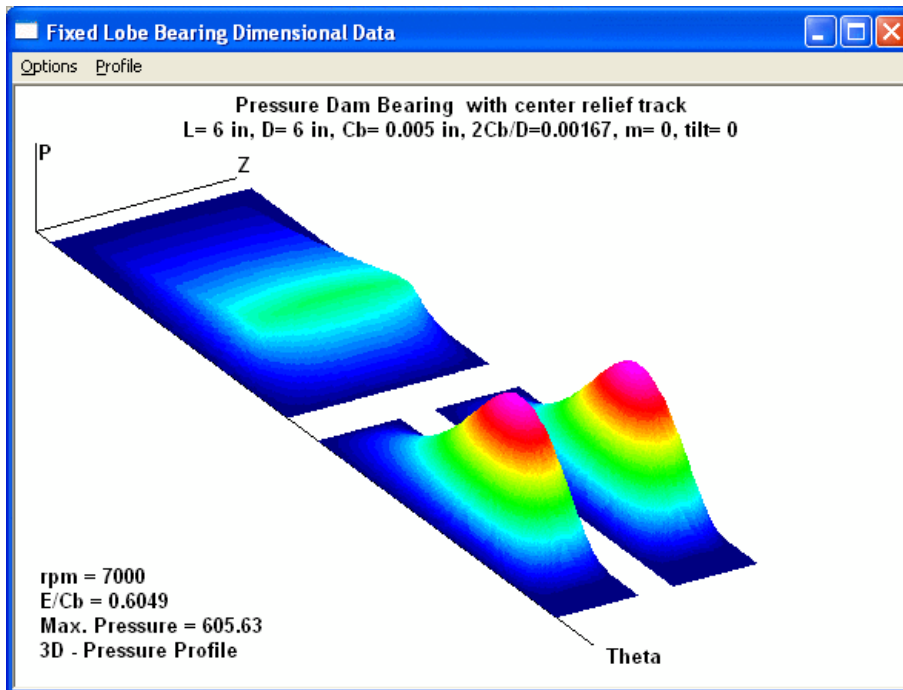 Fixed Lobe Bearing Dimensional Data
Options Profile
Pressure Dam Bearing with center relief track
L= 6 in, D= 6 in, Cb= 0.005 in, 2Cb/D=0.00167, m= 0, tilt= 0
P
Z
rpm = 7000
E/Cb = 0.6049
Max. Pressure = 605.63
3D - Pressure Profile
Theta